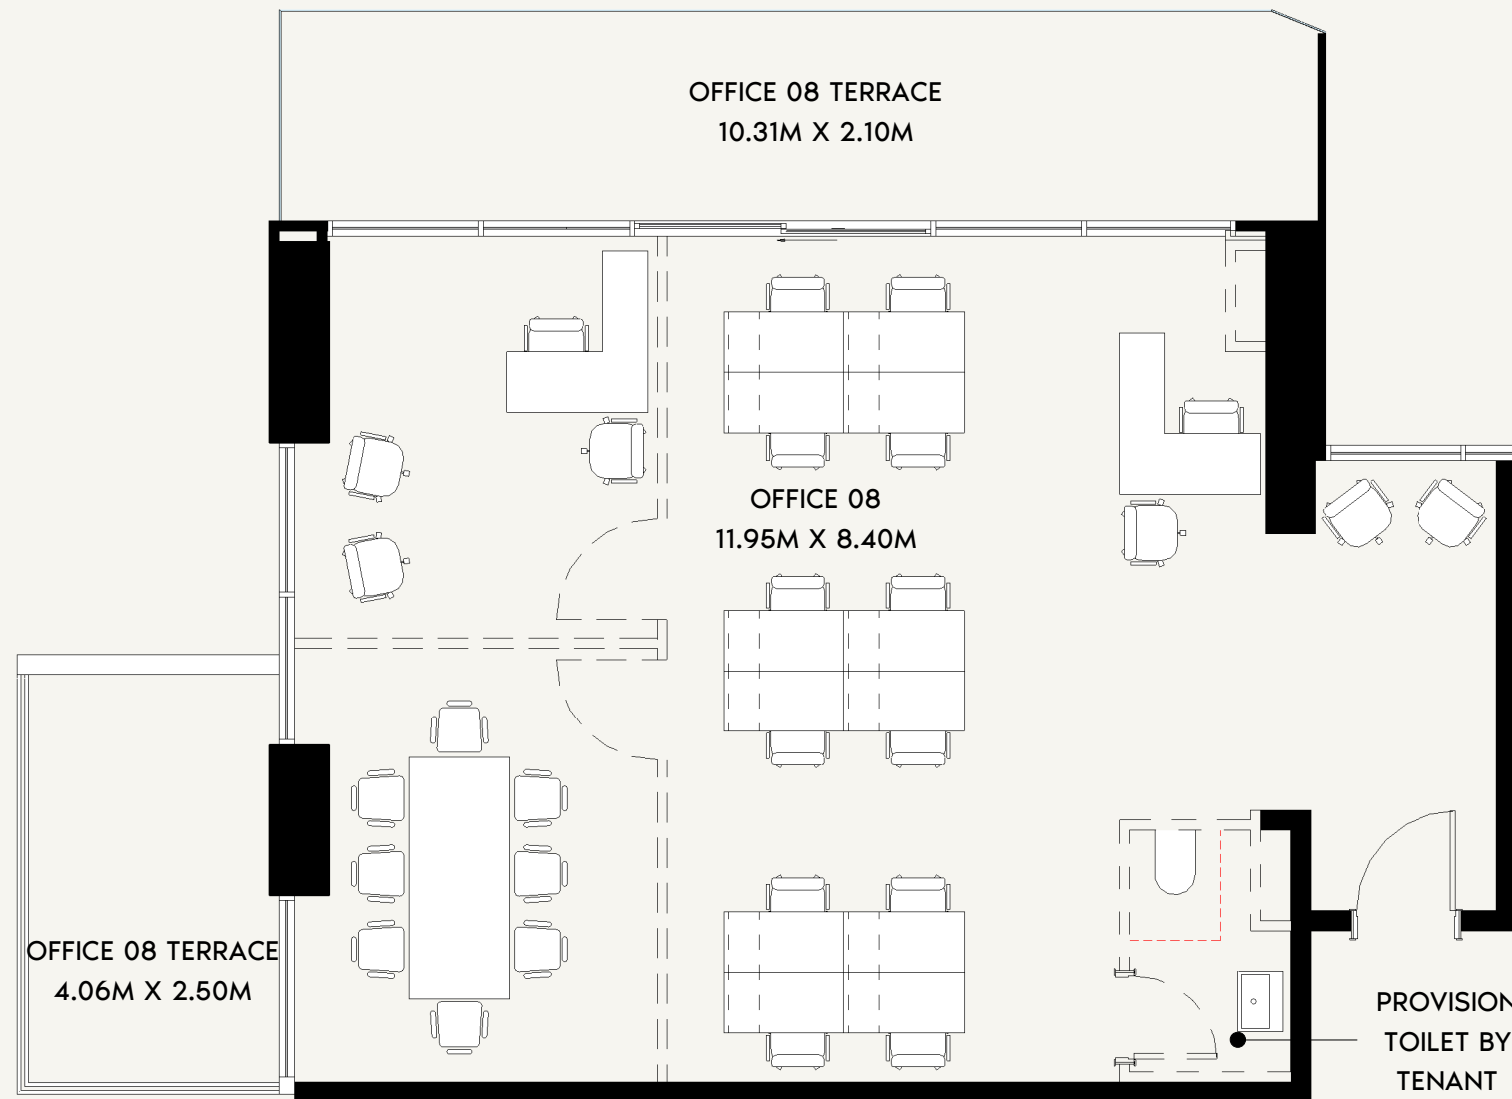 OFFICE 08 TERRACE
10.31M X 2.10M
OFFICE 08
11.95M X 8.40M
OFFICE 08 TERRACE
4.06M X 2.50M
PROVISION
TOILET BY
TENANT